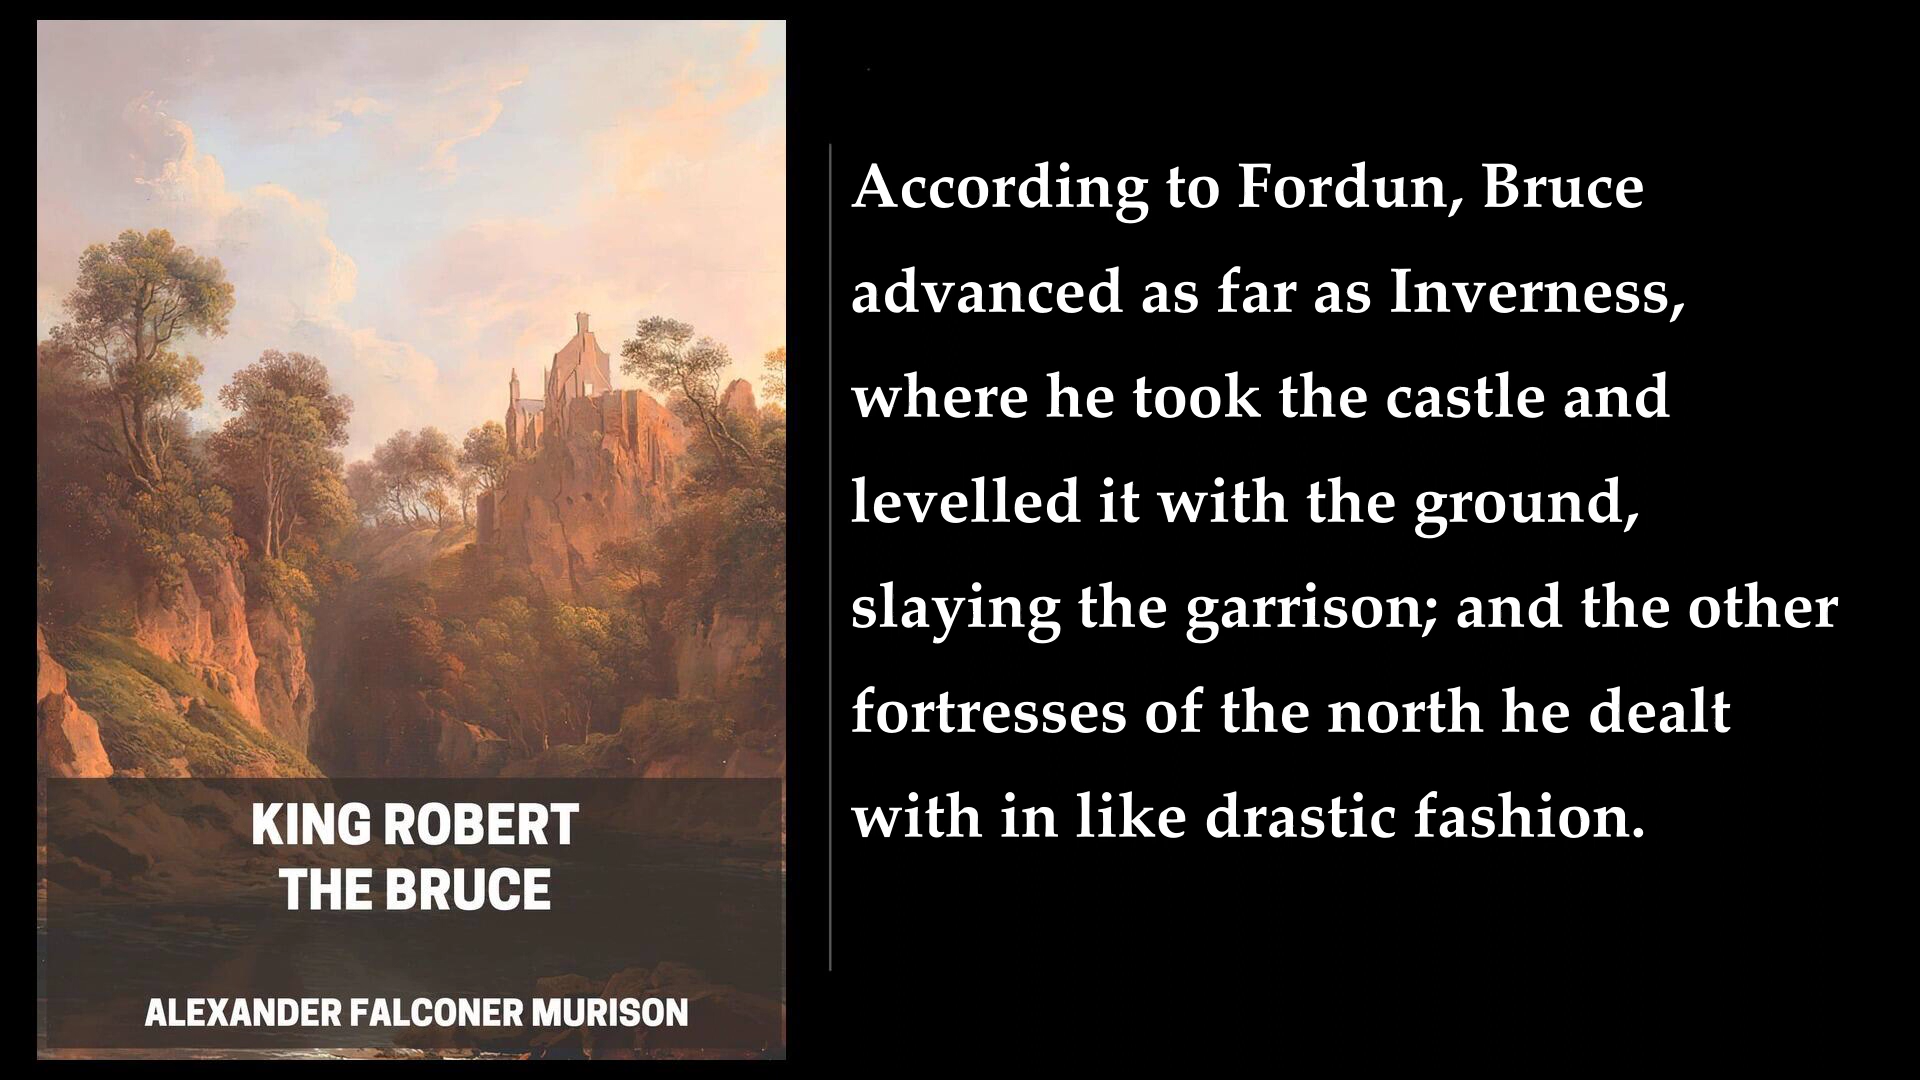 KING ROBERT
THE BRUCE
ALEXANDER FALCONER MURISON
According to Fordun, Bruce
advanced as far as Inverness,
where he took the castle and
levelled it with the ground,
slaying the garrison; and the other
fortresses of the north he dealt
with in like drastic fashion.